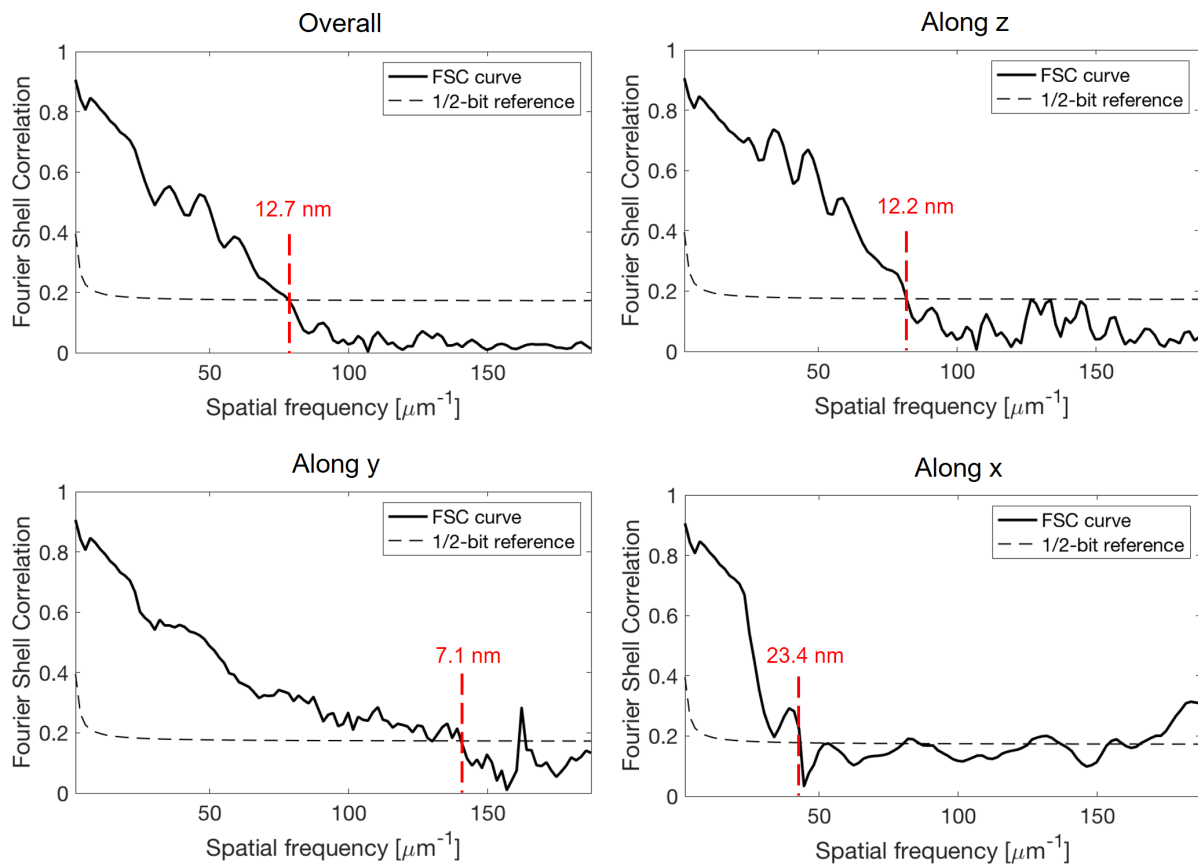 Overall
FSC curve
1/2-bit reference
12.7 nm
Fourier Shell Correlation
0
0.2
0.4
0.6
0.8
1
50
100
150
Spatial frequency [μm⁻¹]
Along z
FSC curve
1/2-bit reference
12.2 nm
Fourier Shell Correlation
0
0.2
0.4
0.6
0.8
1
50
100
150
Spatial frequency [μm⁻¹]
Along y
FSC curve
1/2-bit reference
7.1 nm
Fourier Shell Correlation
0
0.2
0.4
0.6
0.8
1
50
100
150
Spatial frequency [μm⁻¹]
Along x
FSC curve
1/2-bit reference
23.4 nm
Fourier Shell Correlation
0
0.2
0.4
0.6
0.8
1
50
100
150
Spatial frequency [μm⁻¹]